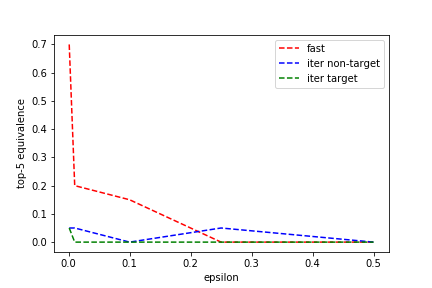 0.7
0.6
0.5
0.4
0.3
0.2
0.1
0.0
top-5 equivalence
fast
iter non-target
iter target
0.0 0.1 0.2 0.3 0.4 0.5
epsilon